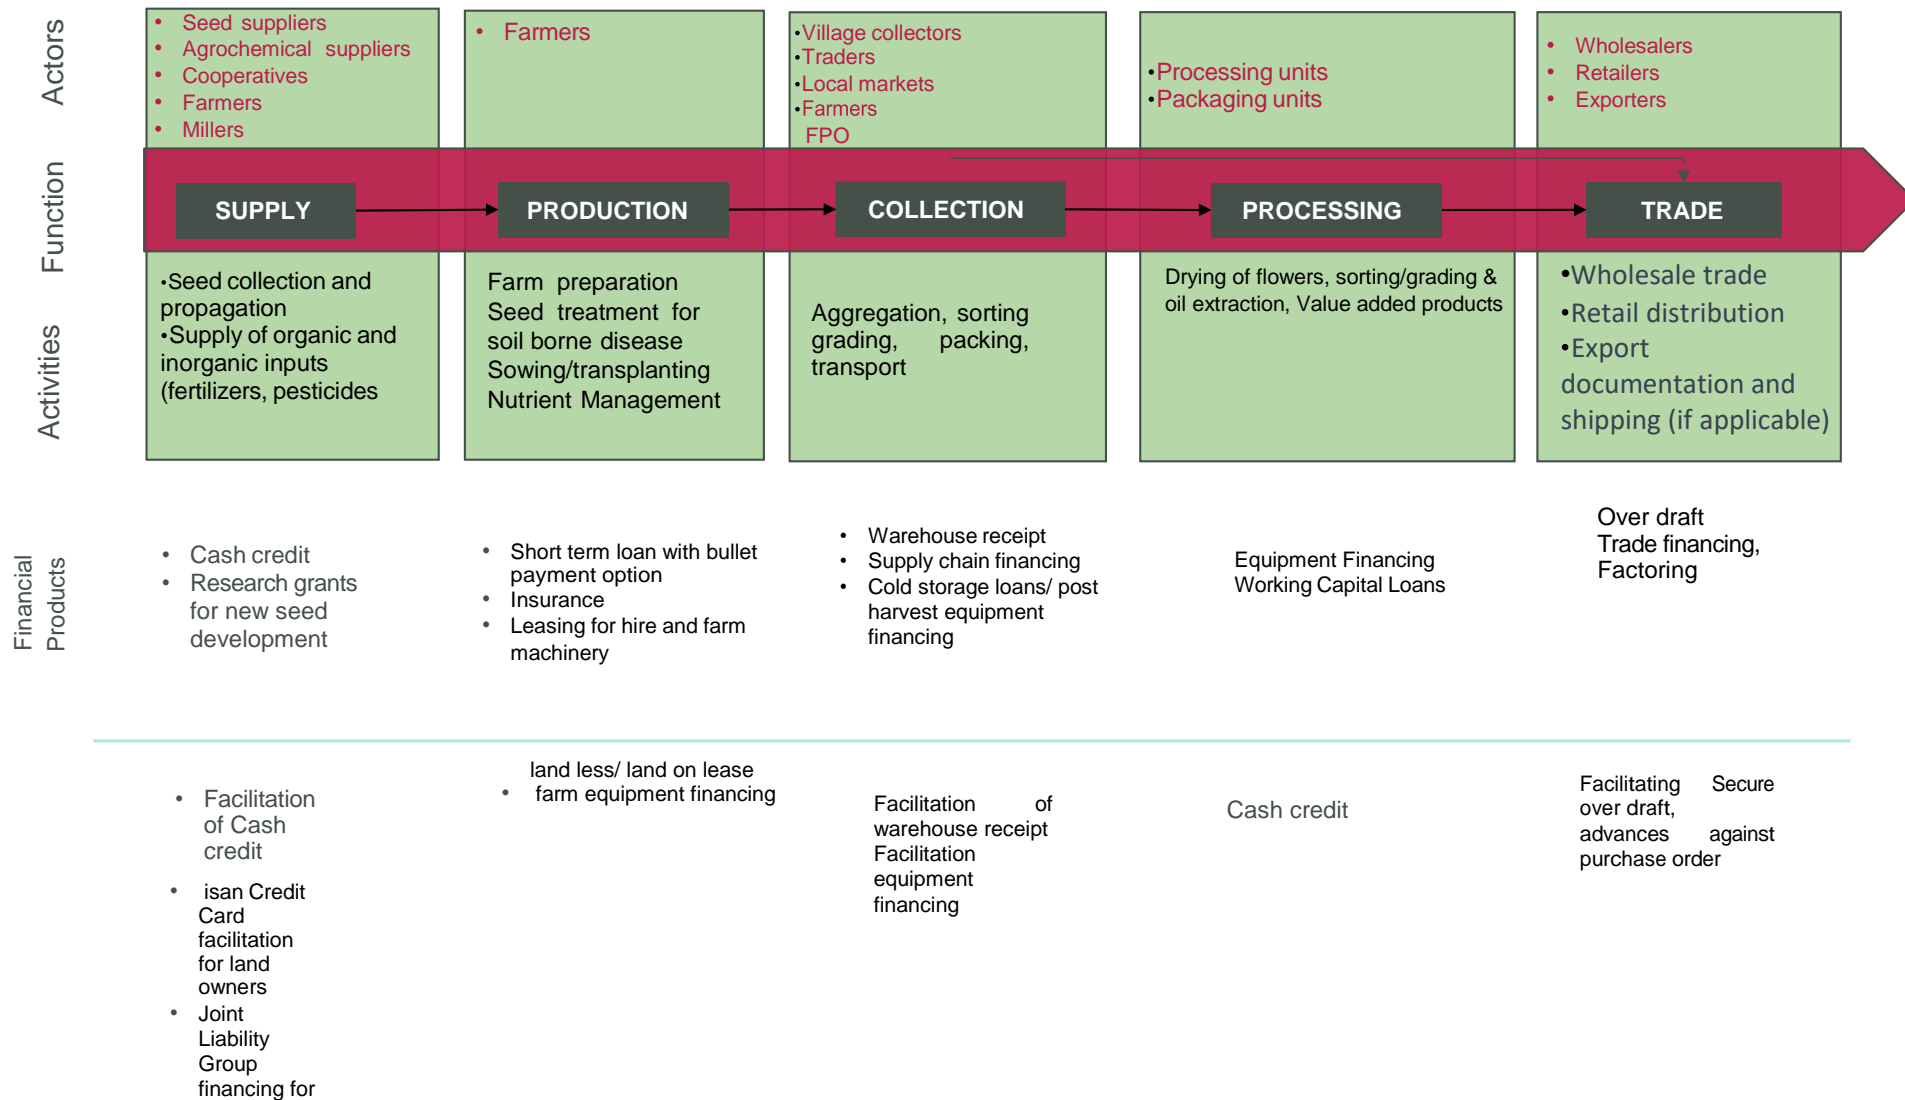 Actors
• Seed suppliers
• Agrochemical suppliers
• Cooperatives
• Farmers
• Millers
• Farmers
•Village collectors
•Traders
•Local markets
•Farmers
FPO
•Processing units
•Packaging units
• Wholesalers
• Retailers
• Exporters
Function
SUPPLY
PRODUCTION
COLLECTION
PROCESSING
TRADE
Activities
•Seed collection and
propagation
•Supply of organic and
inorganic inputs
(fertilizers, pesticides
Farm preparation
Seed treatment for
soil borne disease
Sowing/transplanting
Nutrient Management
Aggregation, sorting
grading, packing,
transport
Drying of flowers, sorting/grading &
oil extraction, Value added products
•Wholesale trade
•Retail distribution
•Export
documentation and
shipping (if applicable)
Financial
Products
• Cash credit
• Research grants
for new seed
development
• Short term loan with bullet
payment option
• Insurance
• Leasing for hire and farm
machinery
• Warehouse receipt
• Supply chain financing
• Cold storage loans/ post
harvest equipment
financing
Equipment Financing
Working Capital Loans
Over draft
Trade financing,
Factoring
• Facilitation
of Cash
credit
• isan Credit
Card
facilitation
for land
owners
• Joint
Liability
Group
financing for
land less/ land on lease
• farm equipment financing
Facilitation of
warehouse receipt
Facilitation
equipment
financing
Cash credit
Facilitating Secure
over draft,
advances against
purchase order